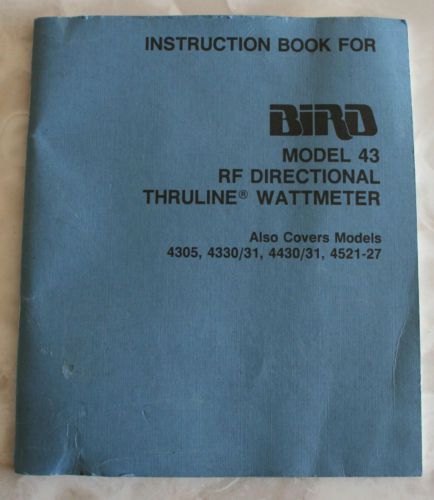 INSTRUCTION BOOK FOR
BIRD
MODEL 43
RF DIRECTIONAL
THRULINE® WATTMETER
Also Covers Models
4305, 4330/31, 4430/31, 4521-27